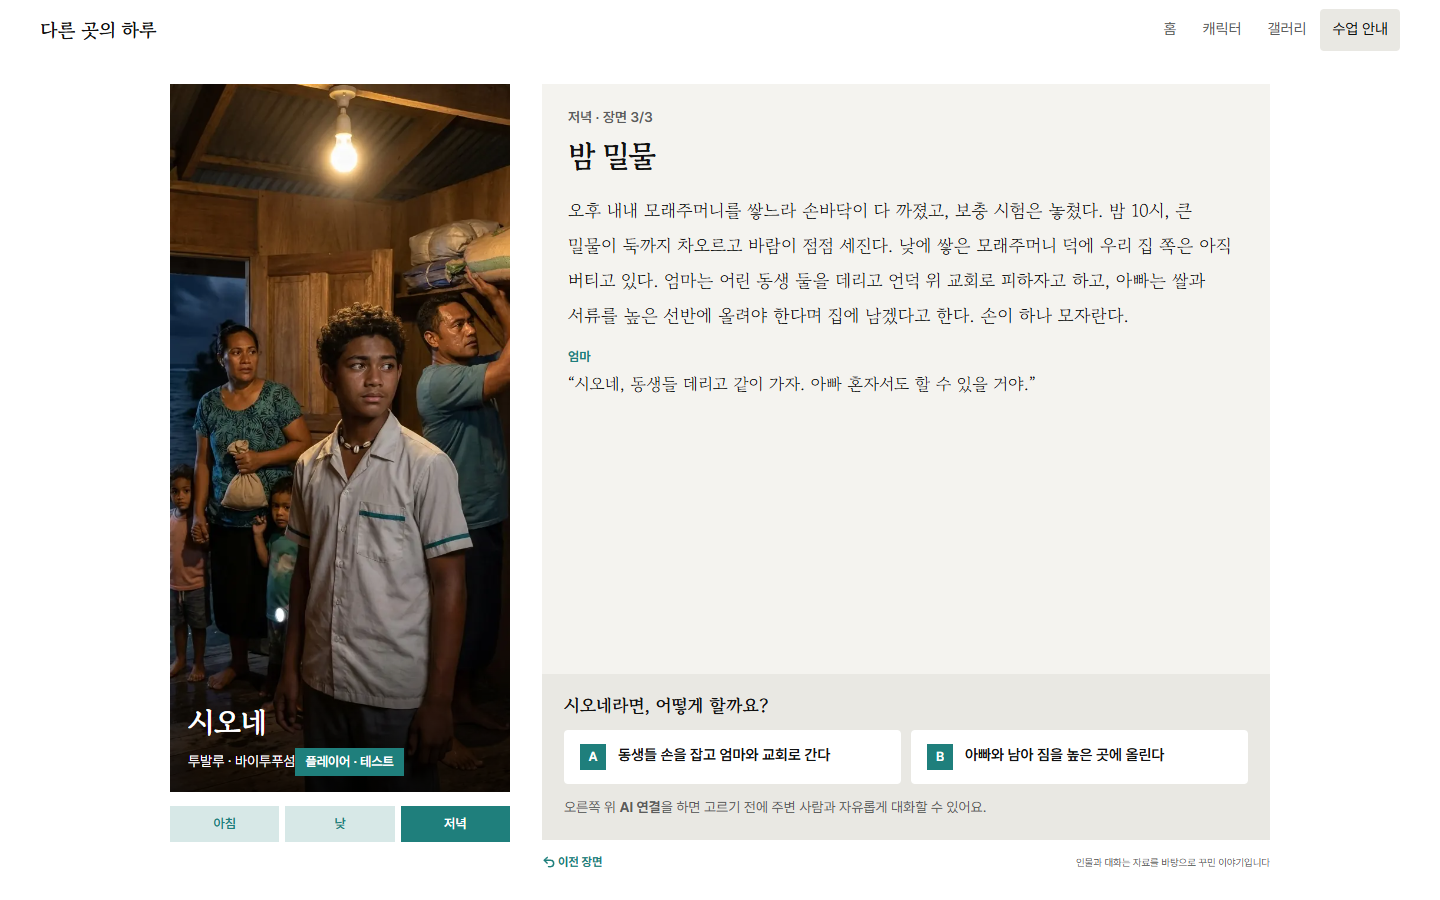 다른 곳의 하루
홈
캐릭터
갤러리
수업 안내
시오네
투발루 · 바이투푸섬
플레이어 · 테스트
아침
낮
저녁
저녁 · 장면 3/3
밤 밀물
오후 내내 모래주머니를 쌓느라 손바닥이 다 까졌고, 보충 시험은 놓쳤다. 밤 10시, 큰
밀물이 둑까지 차오르고 바람이 점점 세진다. 낮에 쌓은 모래주머니 덕에 우리 집 쪽은 아직
버티고 있다. 엄마는 어린 동생 둘을 데리고 언덕 위 교회로 피하자고 하고, 아빠는 쌀과
서류를 높은 선반에 올려야 한다며 집에 남겠다고 한다. 손이 하나 모자란다.
엄마
“시오네, 동생들 데리고 같이 가자. 아빠 혼자서도 할 수 있을 거야.”
시오네라면, 어떻게 할까요?
A 동생들 손을 잡고 엄마와 교회로 간다
B 아빠와 남아 짐을 높은 곳에 올린다
오른쪽 위 AI 연결을 하면 고르기 전에 주변 사람과 자유롭게 대화할 수 있어요.
이전 장면
인물과 대화는 자료를 바탕으로 꾸민 이야기입니다